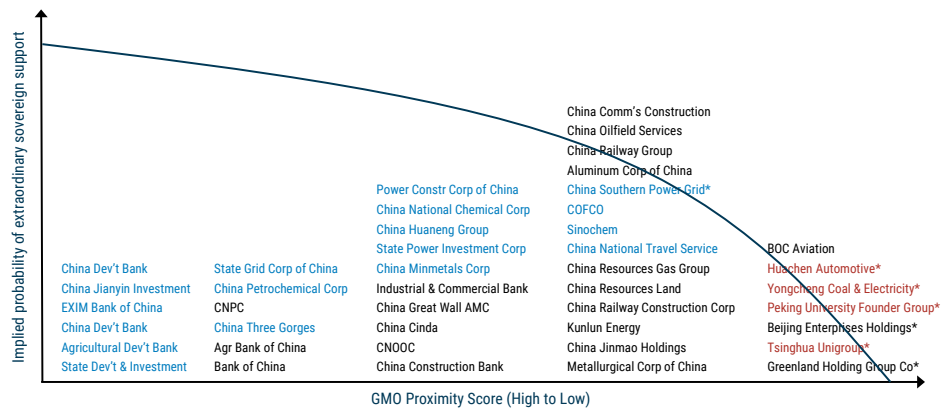 Implied probability of extraordinary sovereign support
China Dev't Bank
China Jianyin Investment
EXIM Bank of China
China Dev't Bank
Agricultural Dev't Bank
State Dev't & Investment
State Grid Corp of China
China Petrochemical Corp
CNPC
China Three Gorges
Agr Bank of China
Bank of China
Power Constr Corp of China
China National Chemical Corp
China Huaneng Group
State Power Investment Corp
China Minmetals Corp
Industrial & Commercial Bank
China Great Wall AMC
China Cinda
CNOOC
China Construction Bank
China Comm's Construction
China Oilfield Services
China Railway Group
Aluminum Corp of China
China Southern Power Grid*
COFCO
Sinochem
China National Travel Service
China Resources Gas Group
China Resources Land
China Railway Construction Corp
Kunlun Energy
China Jinmao Holdings
Metallurgical Corp of China
BOC Aviation
Huachen Automotive*
Yongcheng Coal & Electricity*
Peking University Founder Group*
Beijing Enterprises Holdings*
Tsinghua Unigroup*
Greenland Holding Group Co*
GMO Proximity Score (High to Low)